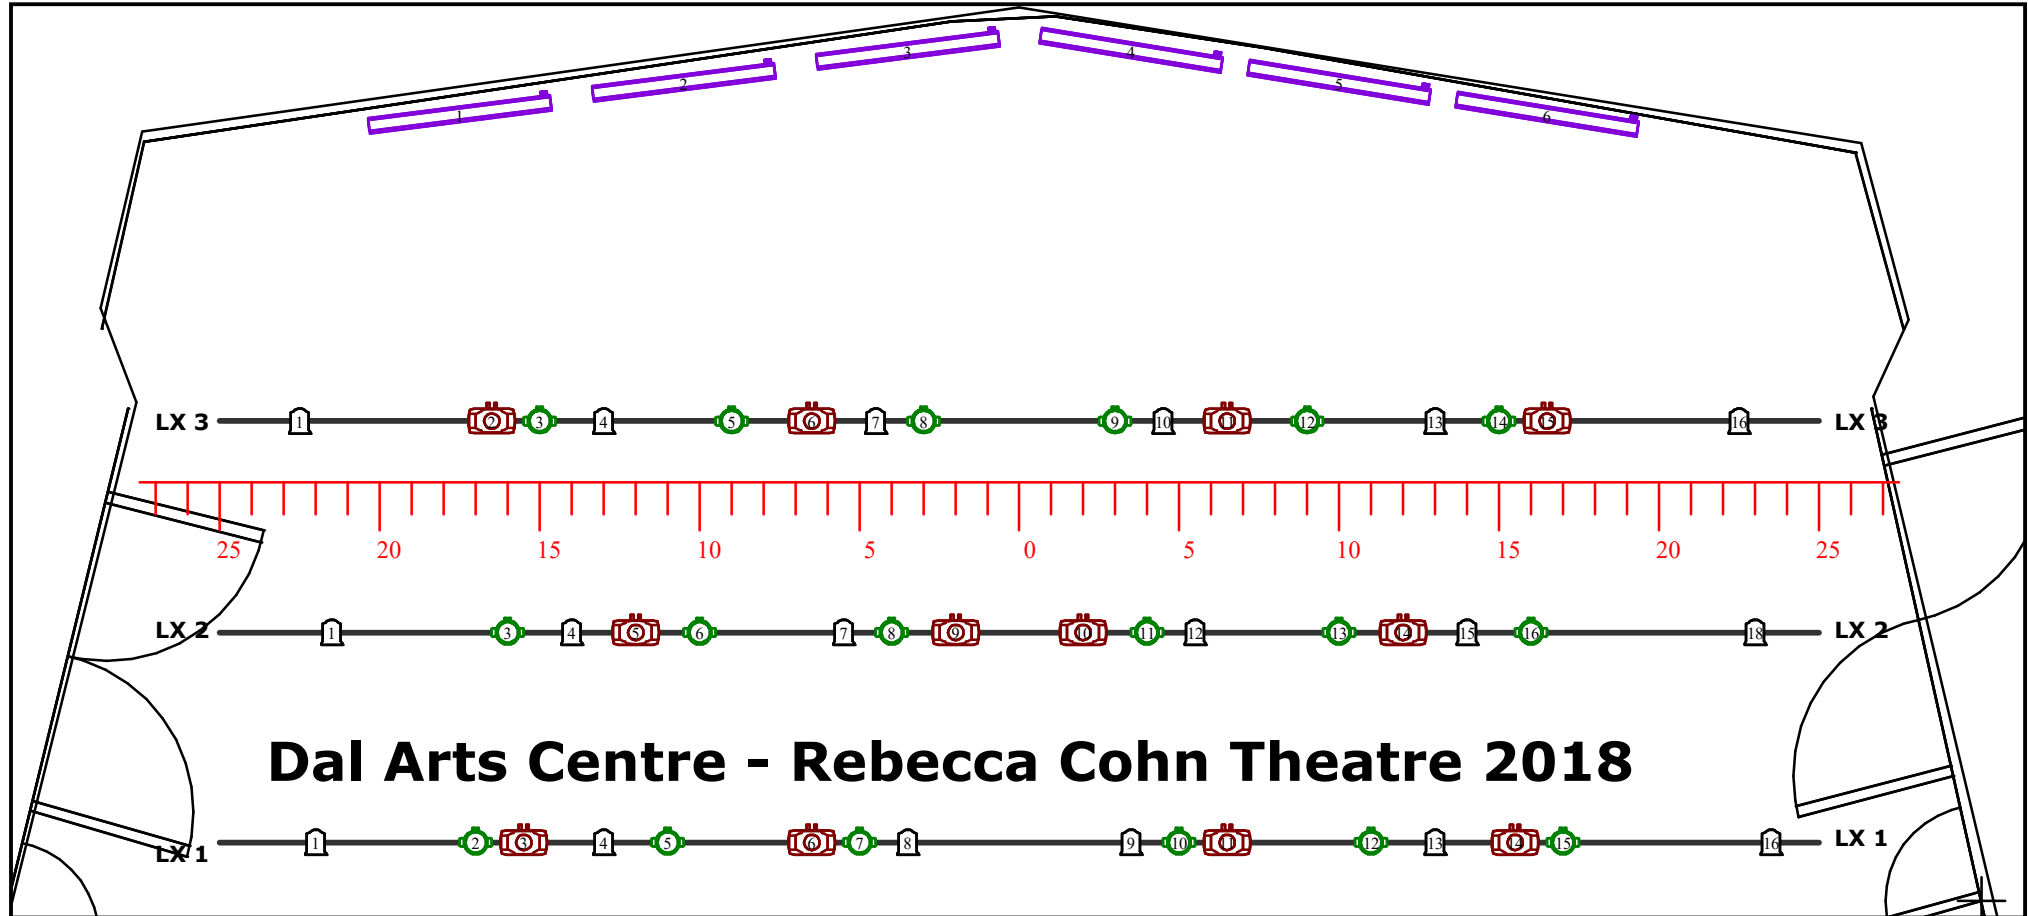 1 2 3 4 5 6
LX 3 1 2 3 4 5 6 7 8 9 10 11 12 13 14 15 16 LX 3
25 20 15 10 5 0 5 10 15 20 25
LX 2 1 3 4 5 6 7 8 9 10 11 12 13 14 15 16 18 LX 2
Dal Arts Centre - Rebecca Cohn Theatre 2018
LX 1 1 2 3 4 5 6 7 8 9 10 11 12 13 14 15 16 LX 1